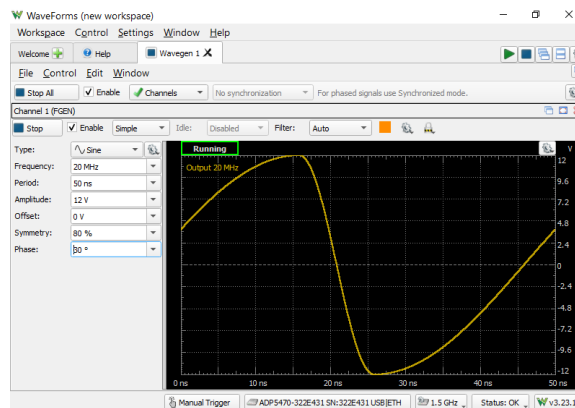 WaveForms (new workspace)
Workspace Control Settings Window Help
Welcome Help Wavegen 1
File Control Edit Window
Stop All Enable Channels No synchronization For phased signals use Synchronized mode.
Channel 1 (FGEN)
Stop Enable Simple Idle: Disabled Filter: Auto
Type: Sine
Frequency: 20 MHz
Period: 50 ns
Amplitude: 12 V
Offset: 0 V
Symmetry: 80 %
Phase: 30 °
Running V
Output 20 MHz
12
9.6
7.2
4.8
2.4
0
-2.4
-4.8
-7.2
-9.6
-12
0 ns 10 ns 20 ns 30 ns 40 ns 50 ns
Manual Trigger ADP5470-322E431 SN:322E431 USB|ETH 1.5 GHz Status: OK v3.23.1